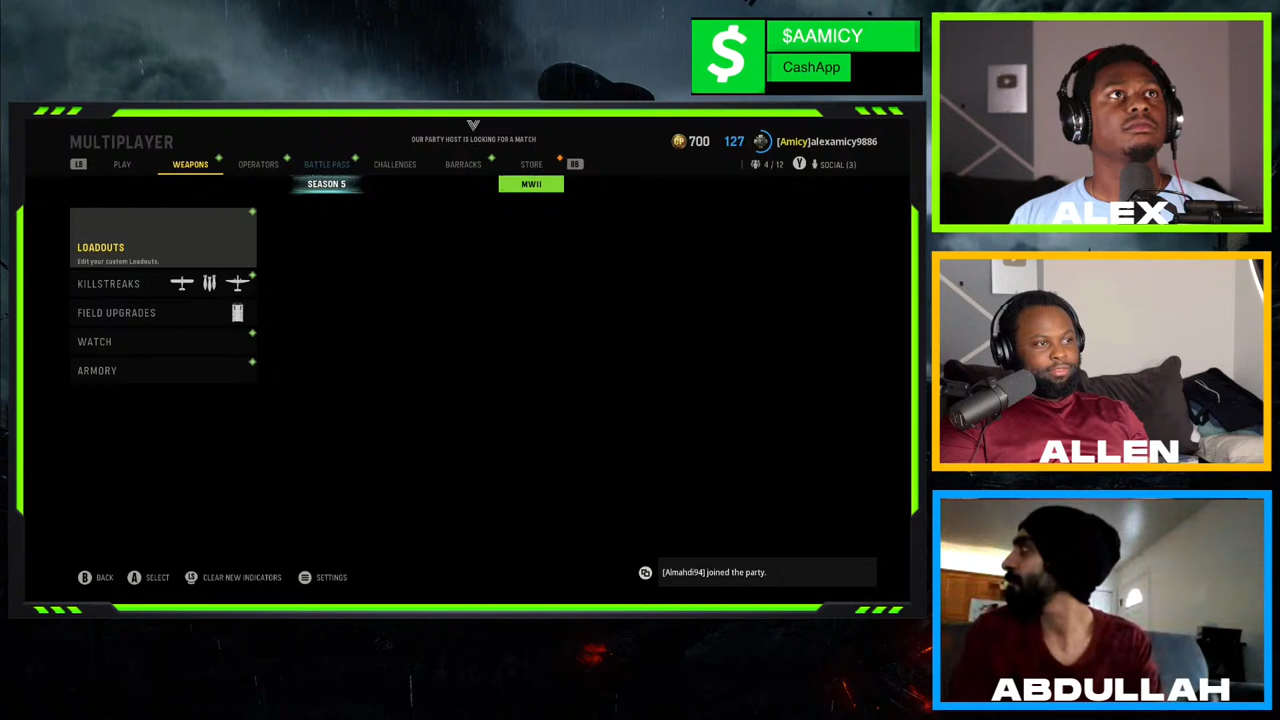 $
$AAMICY
CashApp
MULTIPLAYER
OUR PARTY HOST IS LOOKING FOR A MATCH
CP 700 127 [Amicy]alexamicy9886
LB PLAY WEAPONS OPERATORS BATTLE PASS CHALLENGES BARRACKS STORE RB
4 / 12 Y SOCIAL (3)
SEASON 5 MWII
LOADOUTS
Edit your custom Loadouts.
KILLSTREAKS
FIELD UPGRADES
WATCH
ARMORY
B BACK A SELECT LS CLEAR NEW INDICATORS SETTINGS
[Almahdi94] joined the party.
ALEX
ALLEN
ABDULLAH